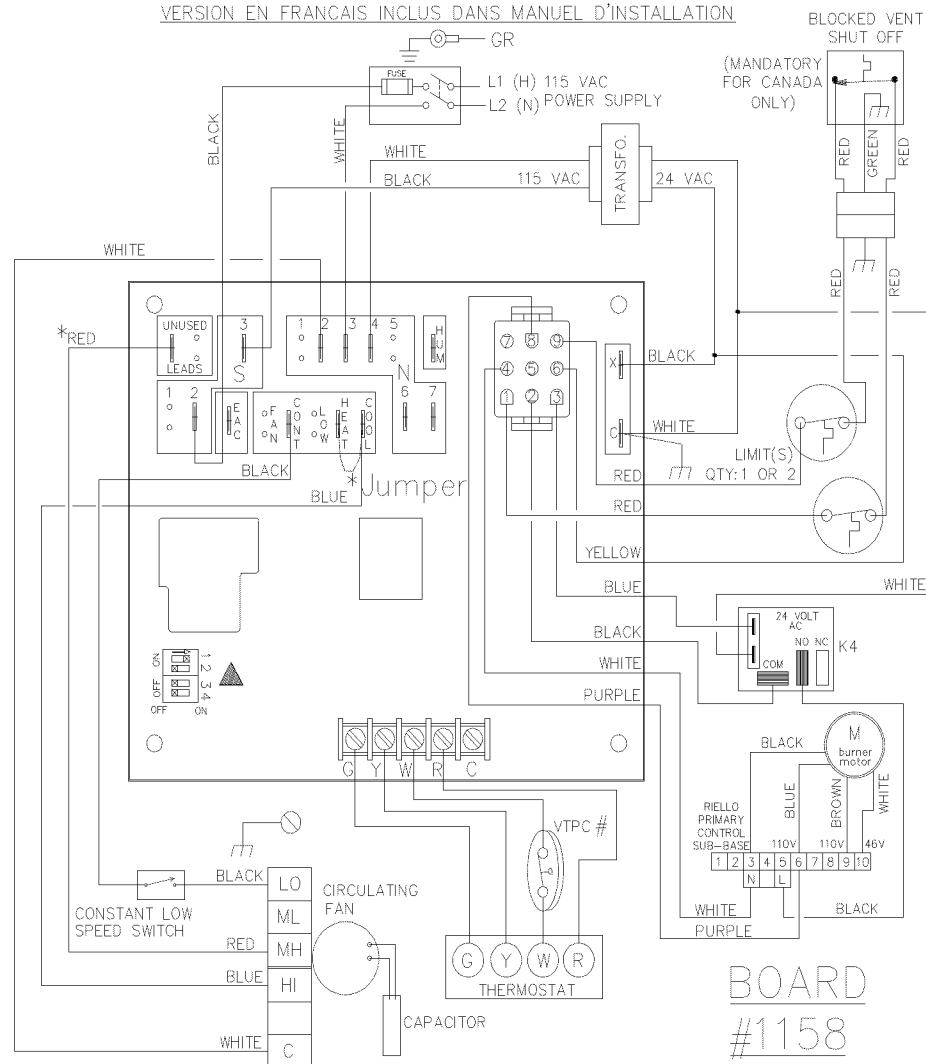 VERSION EN FRANCAIS INCLUS DANS MANUEL D'INSTALLATION
BLOCKED VENT
SHUT OFF
(MANDATORY
FOR CANADA
ONLY)
GR
FUSE
L1 (H) 115 VAC
L2 (N) POWER SUPPLY
BLACK
WHITE
WHITE
BLACK
115 VAC
TRANSFO.
24 VAC
RED
GREEN
RED
RED
RED
WHITE
*RED
UNUSED
LEADS
3
S
1 2 3 4 5
N
HUM
1 2
EAC
FAN
CONT
LOW
HEAT
COOL
6 7
BLACK
BLUE
*Jumper
7 8 9
4 5 6
1 2 3
X
BLACK
C
WHITE
LIMIT(S)
QTY:1 OR 2
RED
RED
YELLOW
BLUE
BLACK
WHITE
PURPLE
WHITE
24 VOLT
AC
NO NC
COM
K4
NO
OFF
1 2 3 4
OFF ON
G Y W R C
BLACK
M
burner
motor
BLUE
BROWN
WHITE
RIELLO
PRIMARY
CONTROL
SUB-BASE
110V 110V 46V
1 2 3 4 5 6 7 8 9 10
N L
WHITE
BLACK
PURPLE
VTPC #
BLACK
LO
CIRCULATING
FAN
CONSTANT LOW
SPEED SWITCH
ML
RED
MH
BLUE
HI
G Y W R
THERMOSTAT
CAPACITOR
WHITE
C
BOARD
#1158